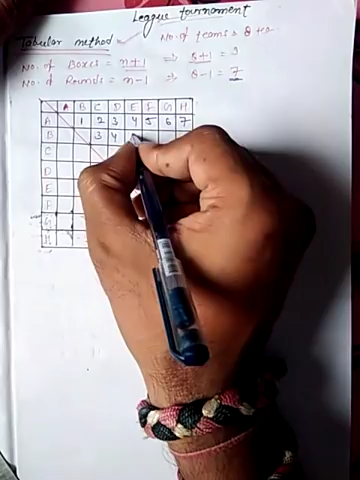 League tournament
Tabular method No. of teams = 8
No. of Boxes = n+1 ⇒ 8+1 = 9
No. of Rounds = n-1 ⇒ 8-1 = 7
A B C D E F G H
A 1 2 3 4 5 6 7
B 3 4
C
D
E
F
G
H